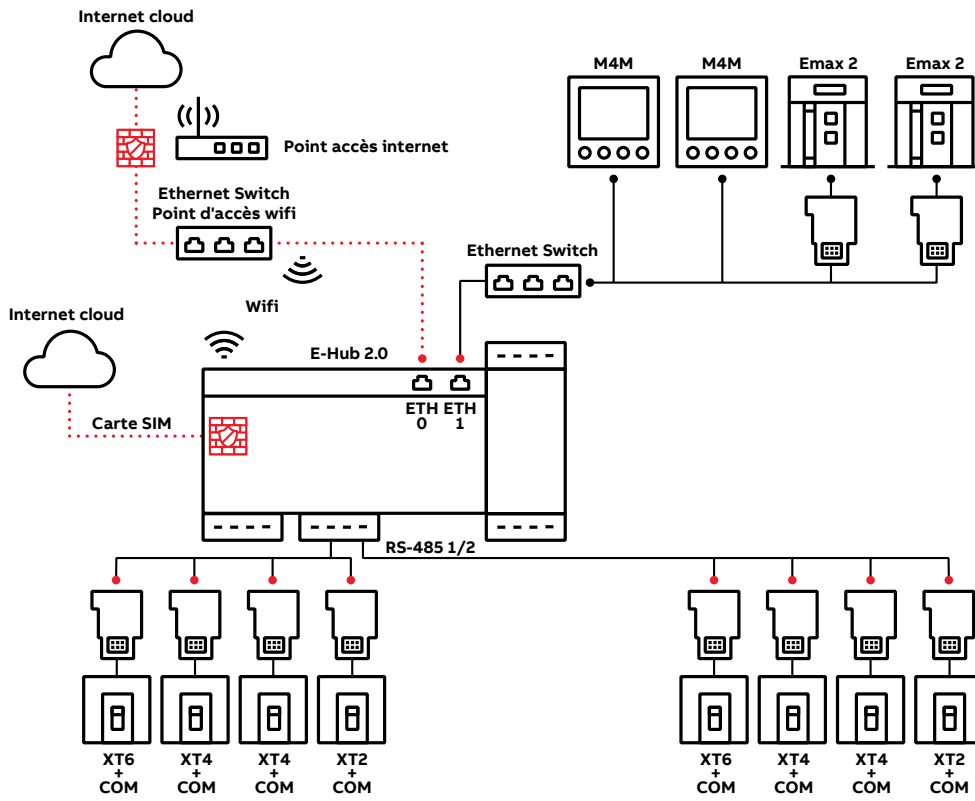 Internet cloud
M4M
M4M
Emax 2
Emax 2
Point accès internet
Ethernet Switch
Point d'accès wifi
Ethernet Switch
Wifi
Internet cloud
E-Hub 2.0
ETH
0
ETH
1
Carte SIM
RS-485 1/2
XT6
+
COM
XT4
+
COM
XT4
+
COM
XT2
+
COM
XT6
+
COM
XT4
+
COM
XT4
+
COM
XT2
+
COM